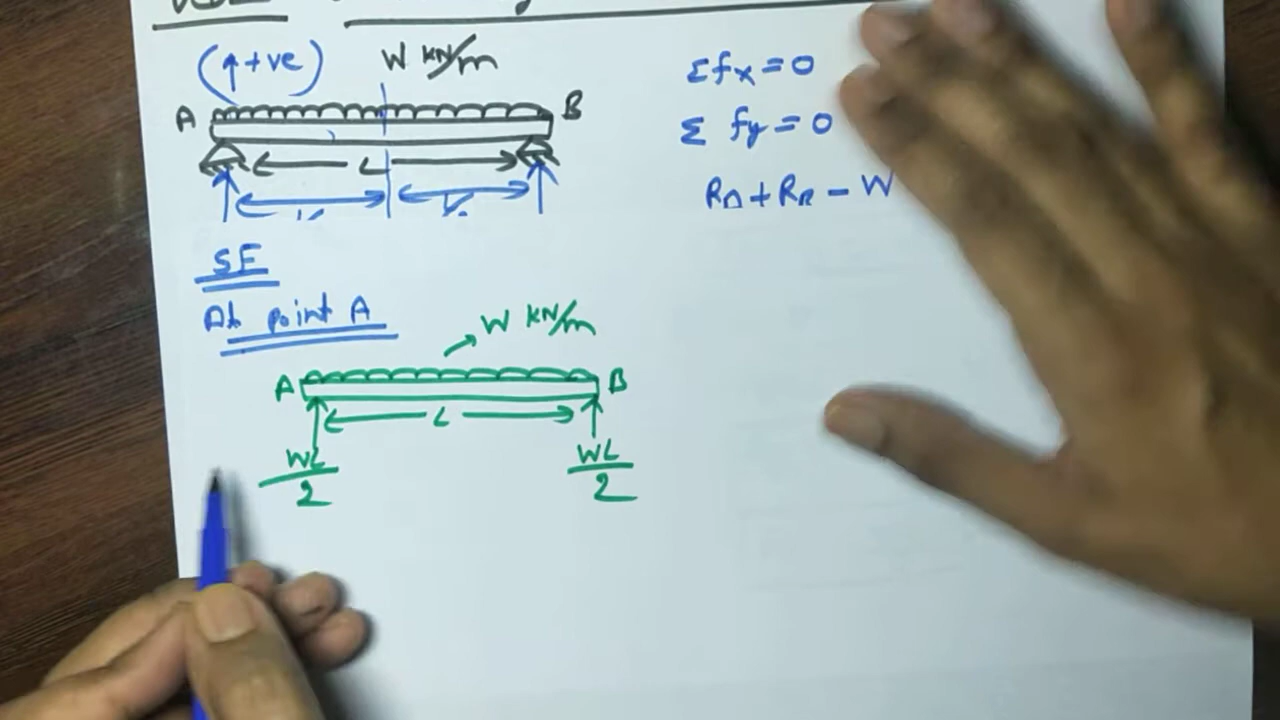 (↑+ve)
W kN/m
A
B
L
Σfx=0
Σ fy=0
RA+RB-W
SF
At point A
W kN/m
A
B
L
WL/2
WL/2